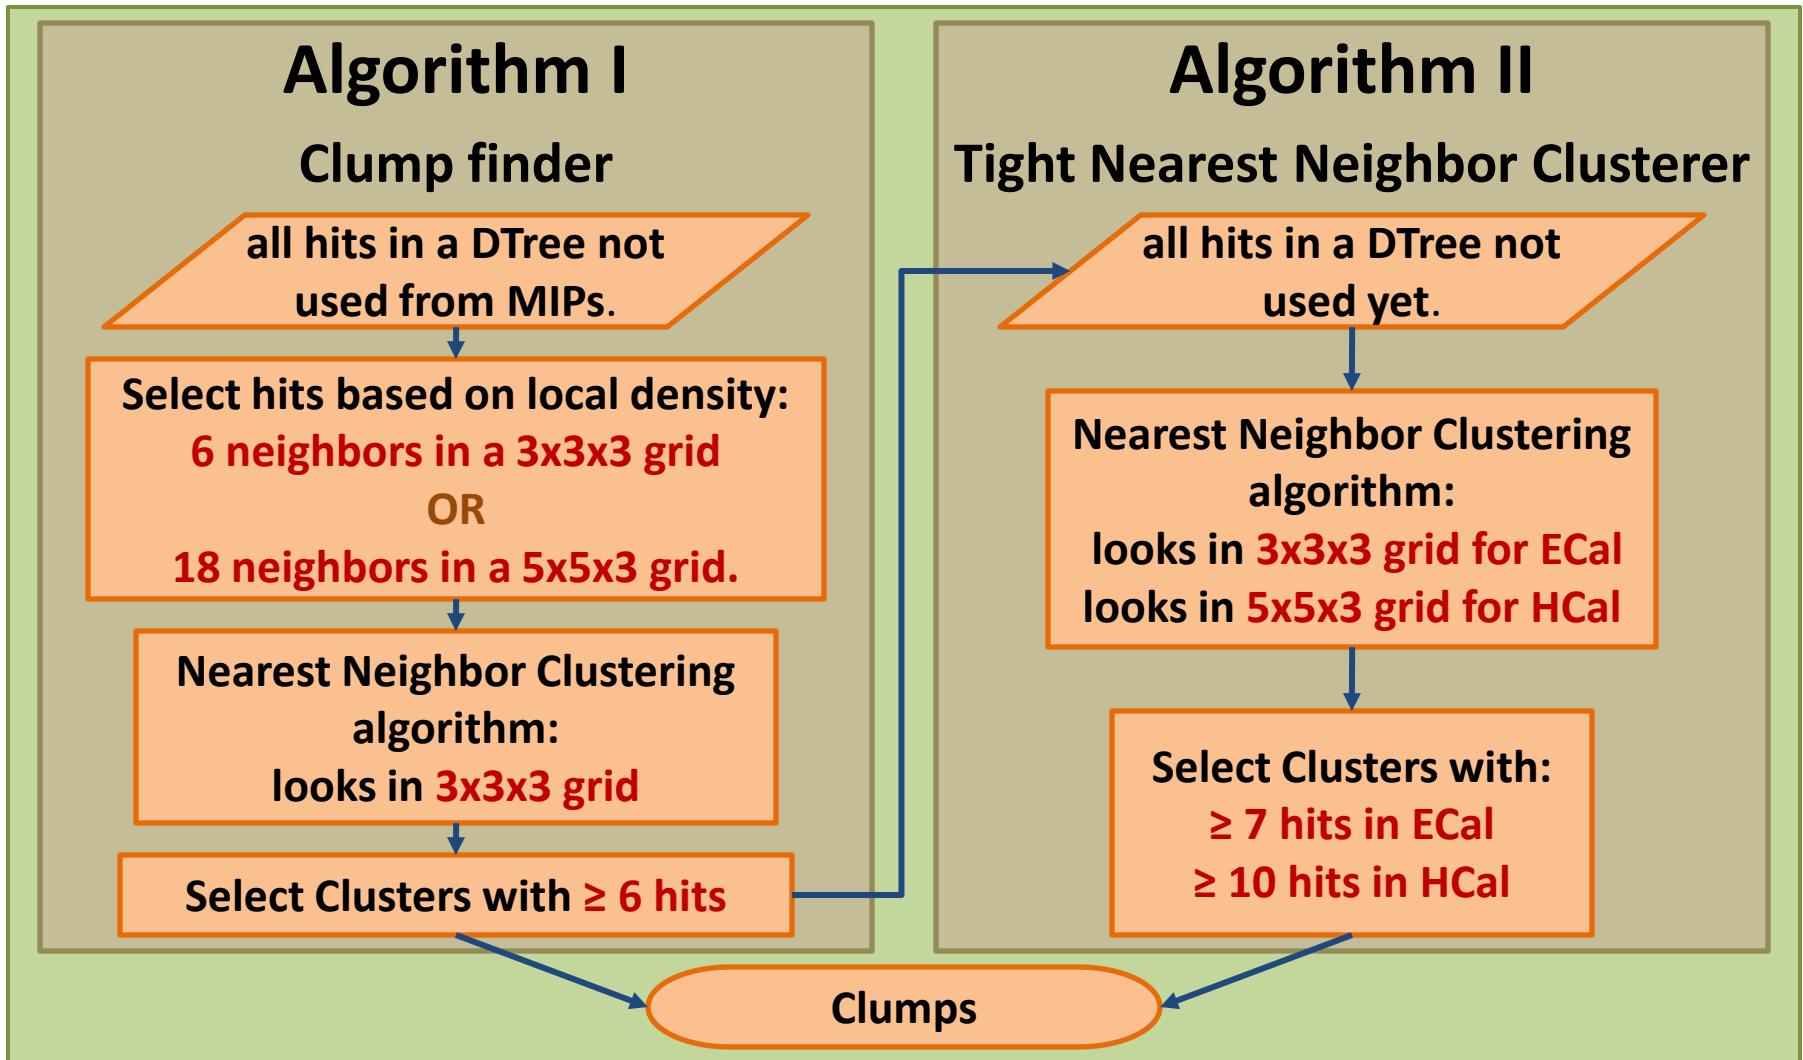 Algorithm I
Clump finder
all hits in a DTree not
used from MIPs.
Select hits based on local density:
6 neighbors in a 3x3x3 grid
OR
18 neighbors in a 5x5x3 grid.
Nearest Neighbor Clustering
algorithm:
looks in 3x3x3 grid
Select Clusters with ≥ 6 hits
Algorithm II
Tight Nearest Neighbor Clusterer
all hits in a DTree not
used yet.
Nearest Neighbor Clustering
algorithm:
looks in 3x3x3 grid for ECal
looks in 5x5x3 grid for HCal
Select Clusters with:
≥ 7 hits in ECal
≥ 10 hits in HCal
Clumps